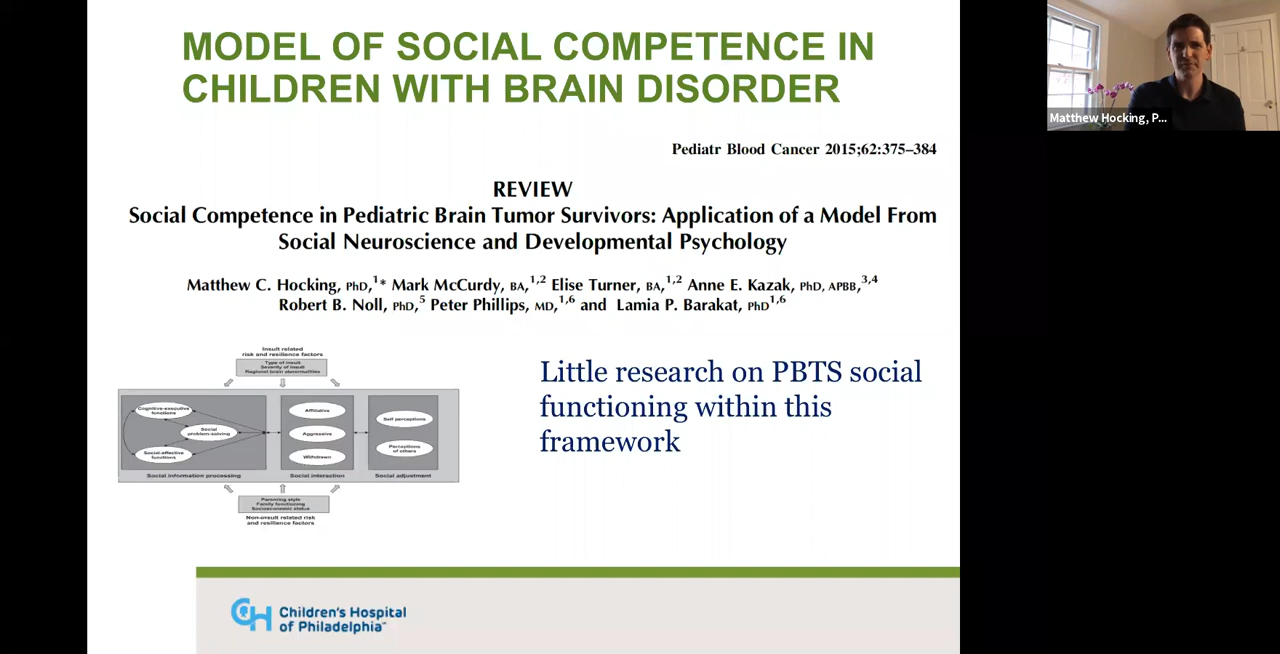 MODEL OF SOCIAL COMPETENCE IN
CHILDREN WITH BRAIN DISORDER
Matthew Hocking, P...
Pediatr Blood Cancer 2015;62:375–384
REVIEW
Social Competence in Pediatric Brain Tumor Survivors: Application of a Model From
Social Neuroscience and Developmental Psychology
Matthew C. Hocking, PhD,1* Mark McCurdy, BA,1,2 Elise Turner, BA,1,2 Anne E. Kazak, PhD, APBB,3,4
Robert B. Noll, PhD,5 Peter Phillips, MD,1,6 and Lamia P. Barakat, PhD1,6
Insult related
risk and resilience factors
Type of insult
Severity of insult
Regional brain abnormalities
Cognitive-executive
functions
Social
problem-solving
Social-affective
functions
Social information processing
Affiliative
Aggressive
Withdrawn
Social interaction
Self perceptions
Perceptions
of others
Social adjustment
Parenting style
Family functioning
Socioeconomic status
Non-insult related risk
and resilience factors
Little research on PBTS social
functioning within this
framework
CH
Children's Hospital
of Philadelphia™